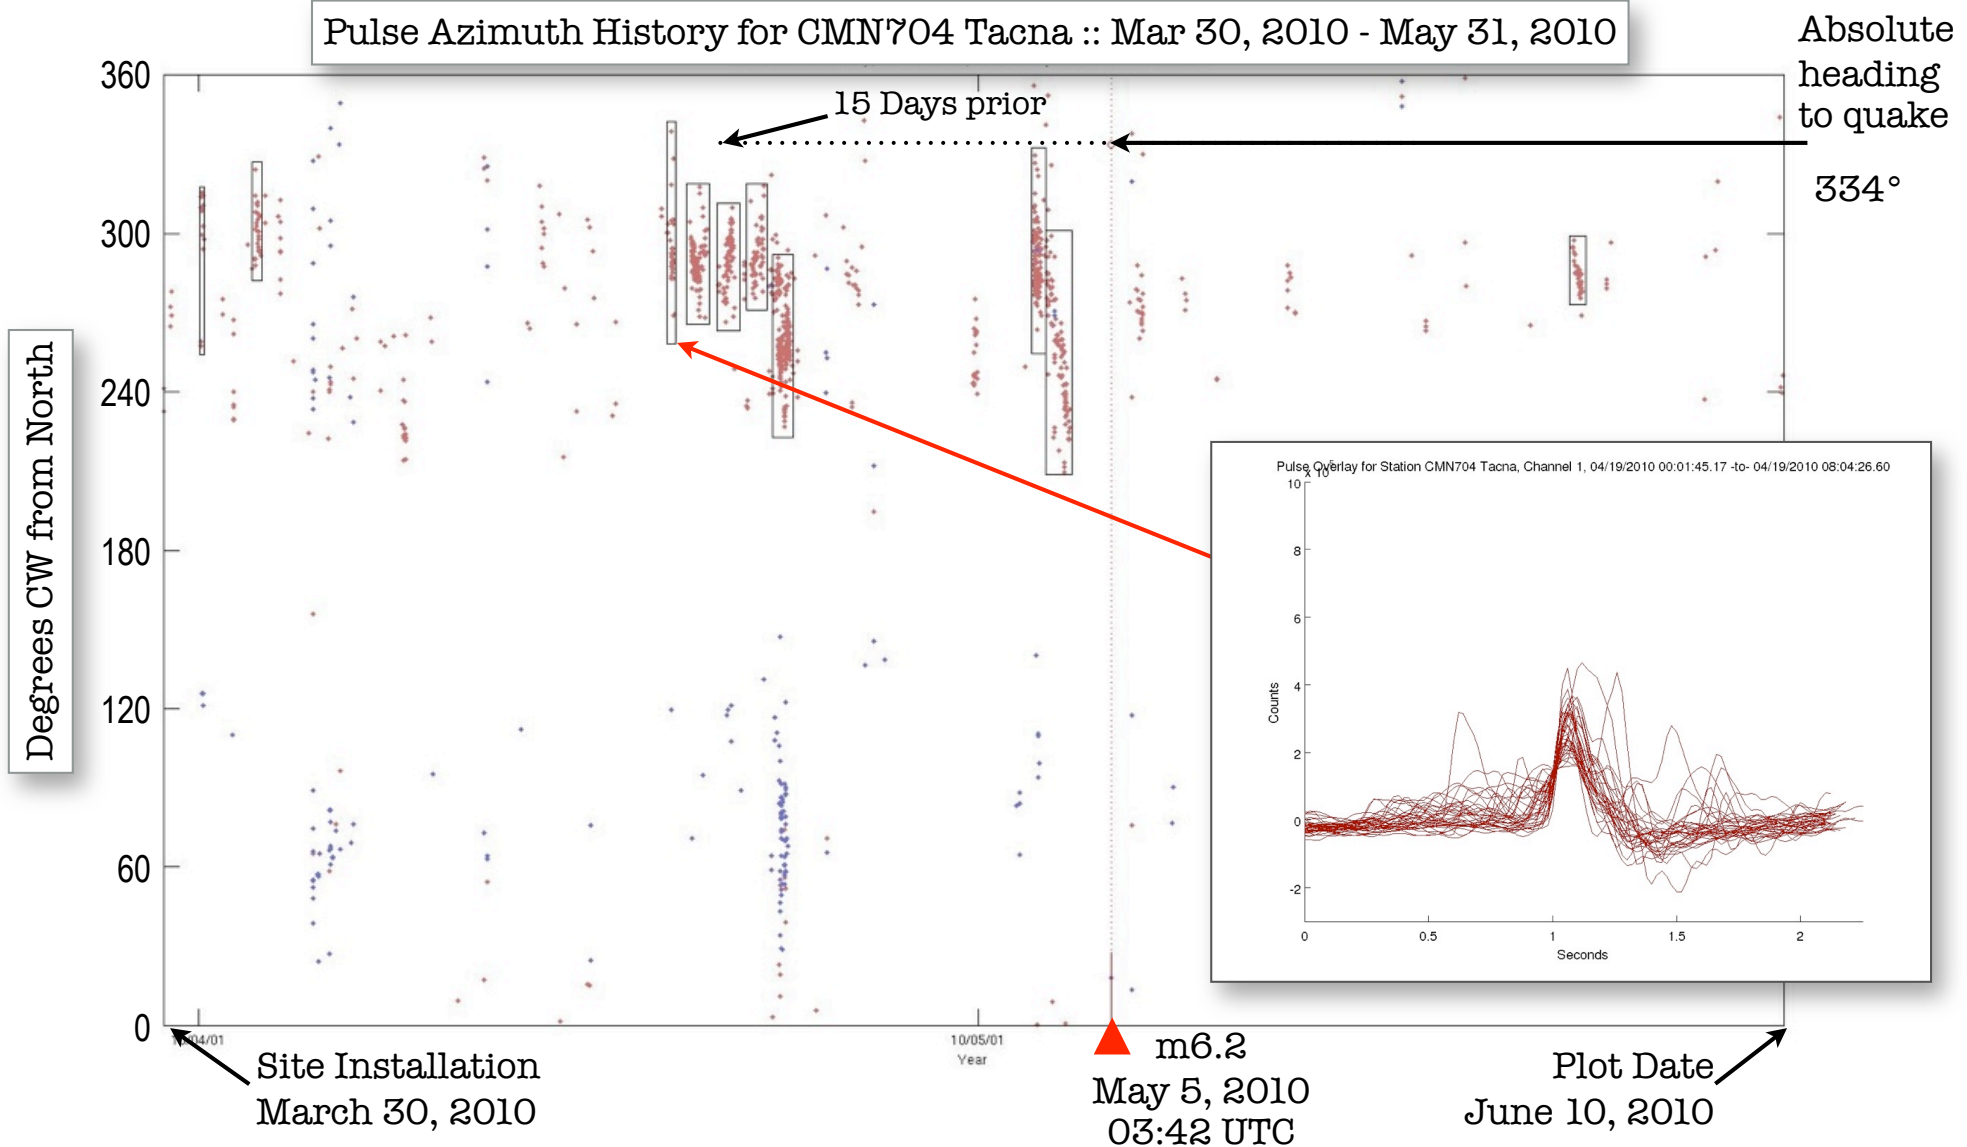 Pulse Azimuth History for CMN704 Tacna :: Mar 30, 2010 - May 31, 2010
Absolute
heading
to quake
334°
15 Days prior
360
300
240
180
120
60
0
Degrees CW from North
Pulse Overlay for Station CMN704 Tacna, Channel 1, 04/19/2010 00:01:45.17 -to- 04/19/2010 08:04:26.60
10
8
6
4
2
0
-2
Counts
0
0.5
1
1.5
2
Seconds
10/05/01
Year
Site Installation
March 30, 2010
m6.2
May 5, 2010
03:42 UTC
Plot Date
June 10, 2010